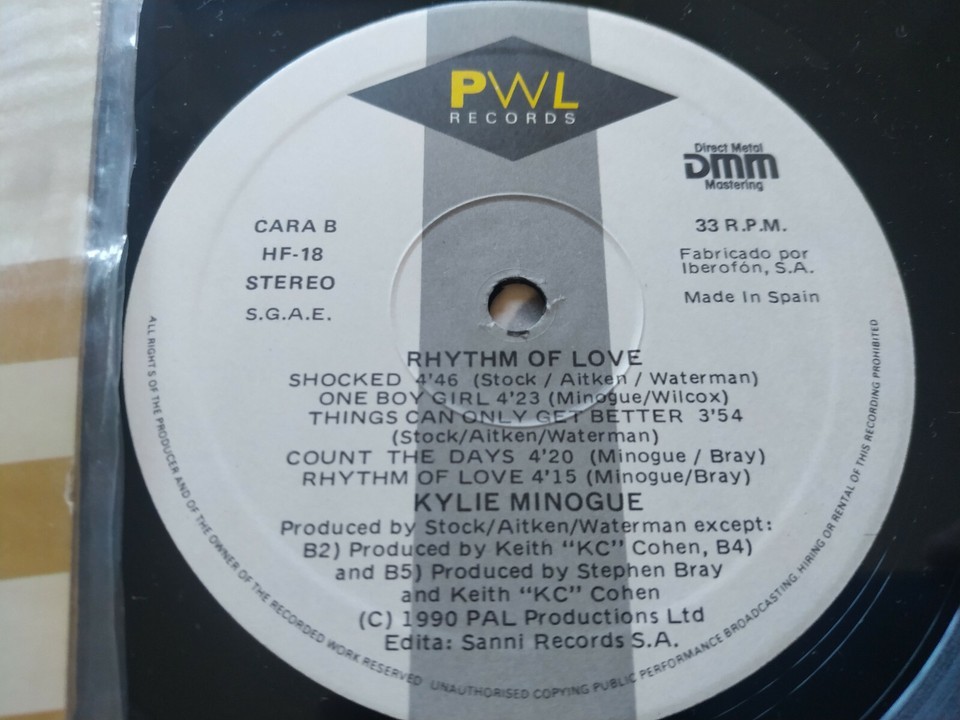 PWL
RECORDS
Direct Metal
DMM
Mastering
CARA B
HF-18
STEREO
S.G.A.E.
33 R.P.M.
Fabricado por
Iberofón, S.A.
Made In Spain
RHYTHM OF LOVE
SHOCKED 4'46 (Stock / Aitken / Waterman)
ONE BOY GIRL 4'23 (Minogue/Wilcox)
THINGS CAN ONLY GET BETTER 3'54
(Stock/Aitken/Waterman)
COUNT THE DAYS 4'20 (Minogue / Bray)
RHYTHM OF LOVE 4'15 (Minogue/Bray)
KYLIE MINOGUE
Produced by Stock/Aitken/Waterman except:
B2) Produced by Keith "KC" Cohen, B4)
and B5) Produced by Stephen Bray
and Keith "KC" Cohen
(C) 1990 PAL Productions Ltd
Edita: Sanni Records S.A.
ALL RIGHTS OF THE PRODUCER AND OF THE OWNER OF THE RECORDED WORK RESERVED UNAUTHORISED COPYING PUBLIC PERFORMANCE BROADCASTING. HIRING OR RENTAL OF THIS RECORDING PROHIBITED